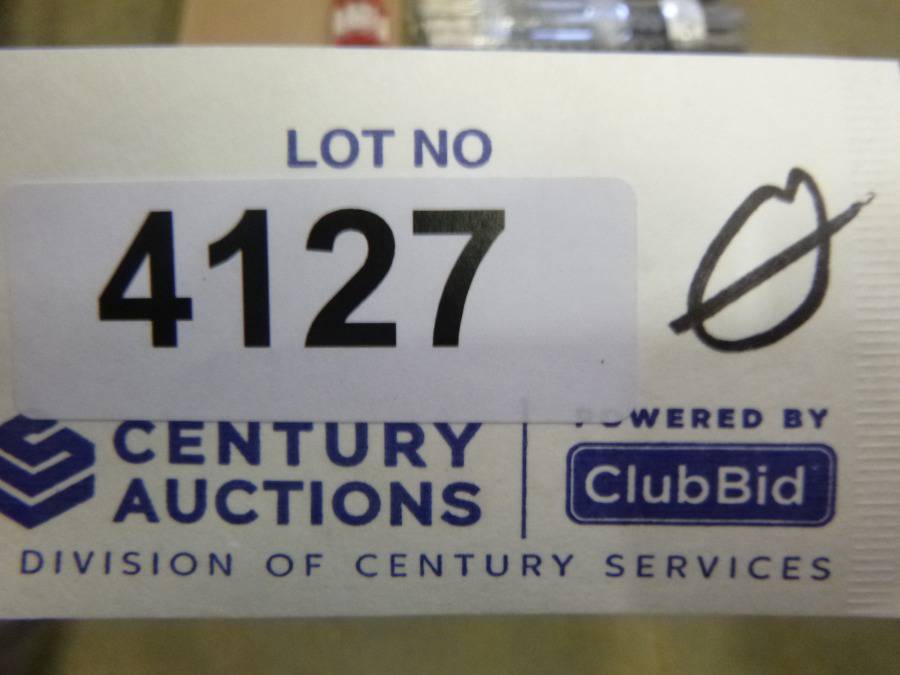 LOT NO
4127 Ø
CENTURY
AUCTIONS
POWERED BY
ClubBid
DIVISION OF CENTURY SERVICES